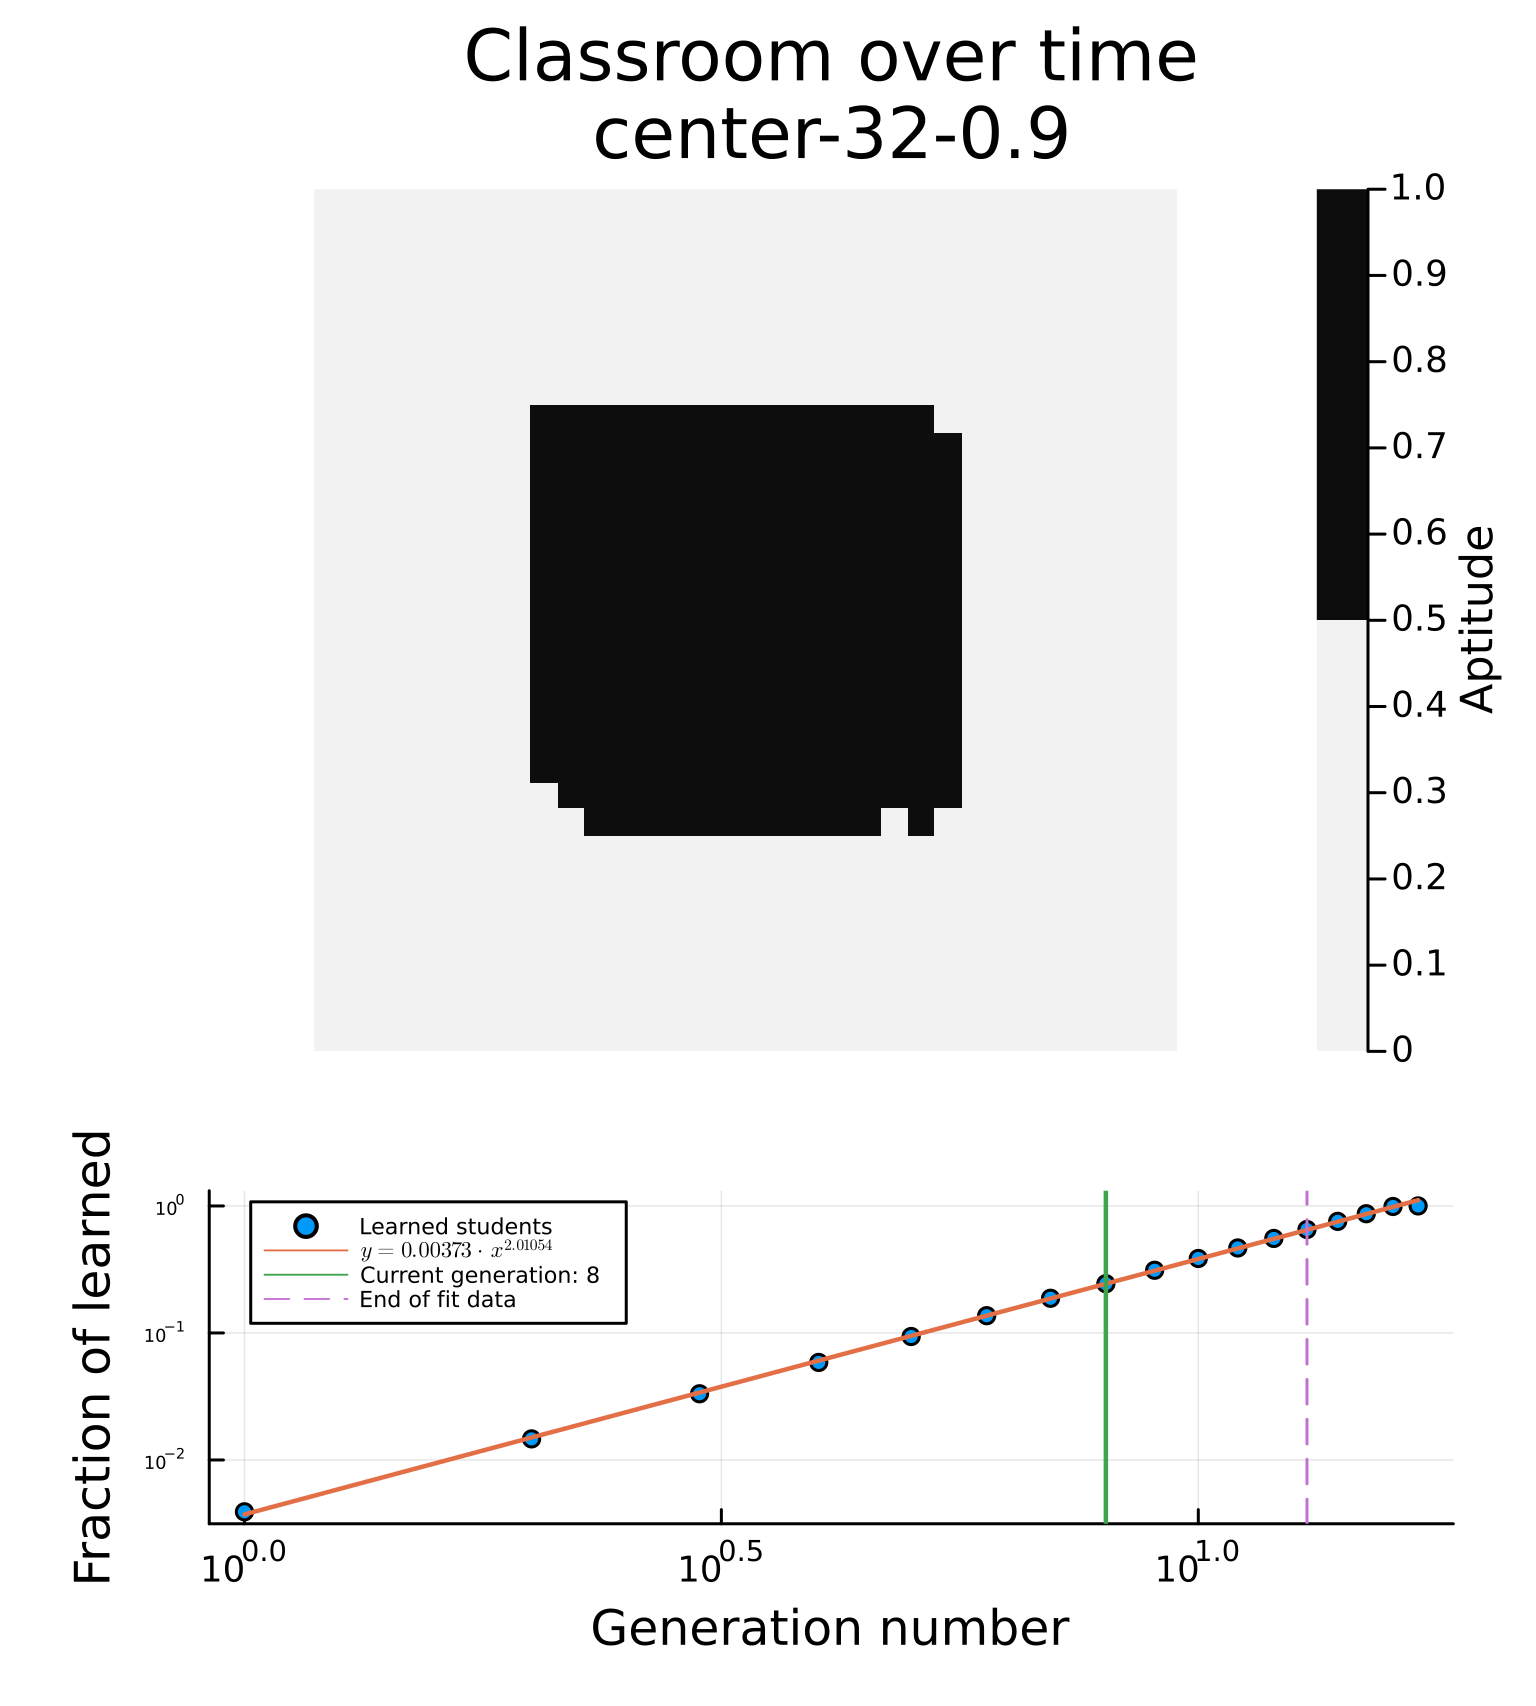 Classroom over time
center-32-0.9
1.0
0.9
0.8
0.7
0.6
0.5
0.4
0.3
0.2
0.1
0
Aptitude
Fraction of learned
10⁰
10⁻¹
10⁻²
Learned students
y = 0.00373 · x^{2.01054}
Current generation: 8
End of fit data
10^{0.0}
10^{0.5}
10^{1.0}
Generation number